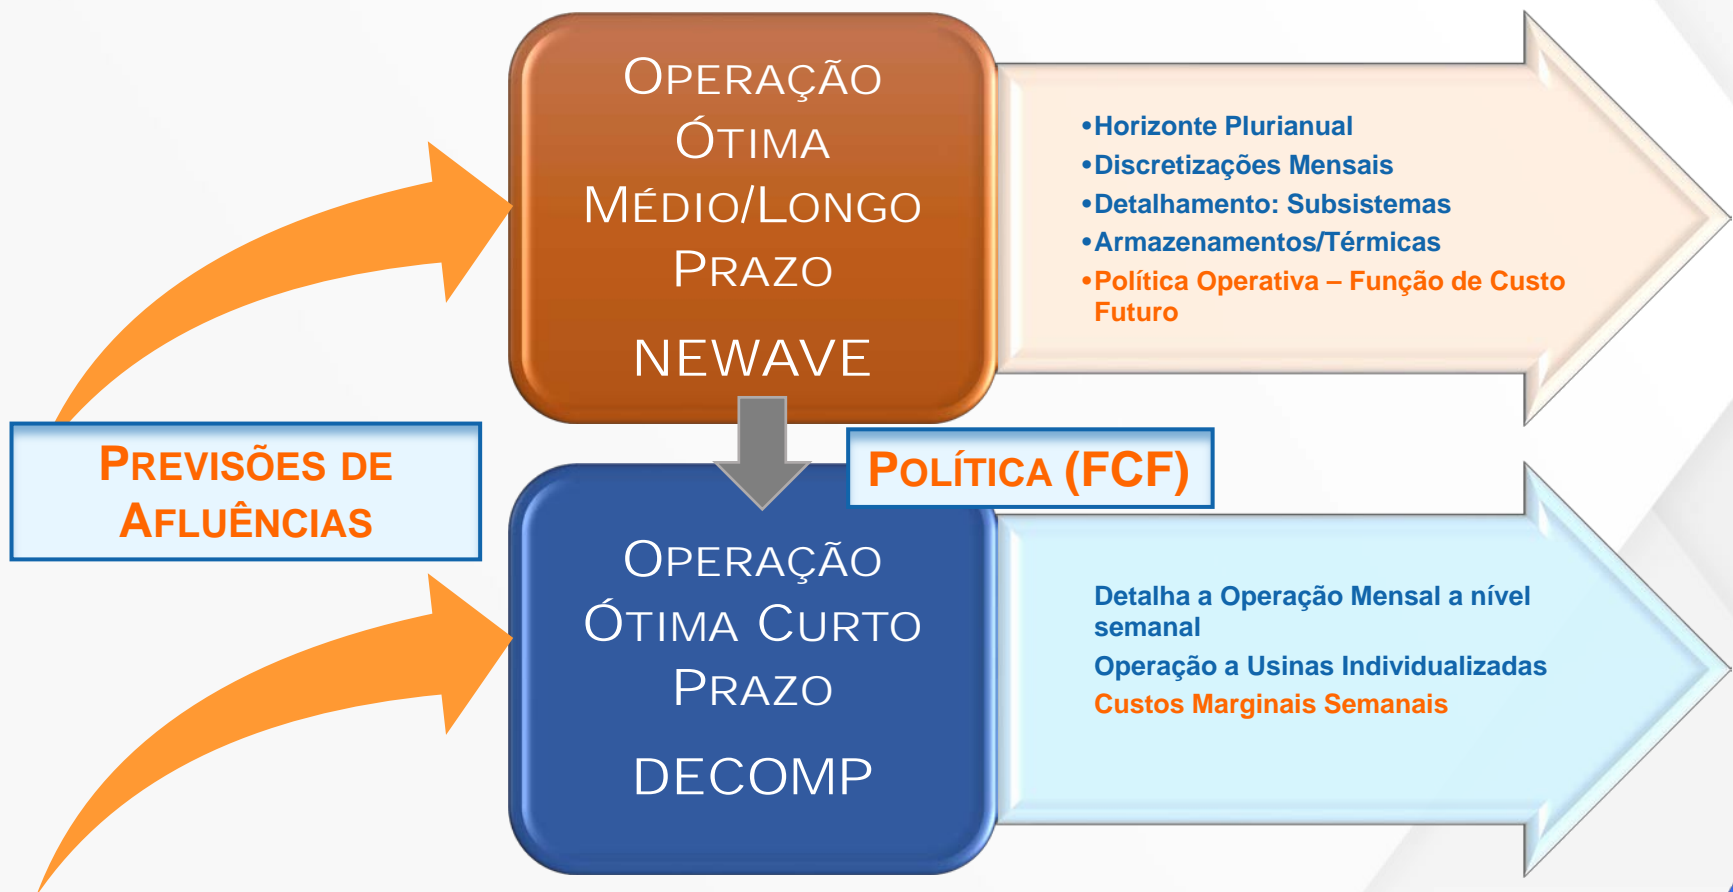 OPERAÇÃO
ÓTIMA
MÉDIO/LONGO
PRAZO
NEWAVE
•Horizonte Plurianual
•Discretizações Mensais
•Detalhamento: Subsistemas
•Armazenamentos/Térmicas
•Política Operativa – Função de Custo
Futuro
PREVISÕES DE
AFLUÊNCIAS
POLÍTICA (FCF)
OPERAÇÃO
ÓTIMA CURTO
PRAZO
DECOMP
Detalha a Operação Mensal a nível
semanal
Operação a Usinas Individualizadas
Custos Marginais Semanais